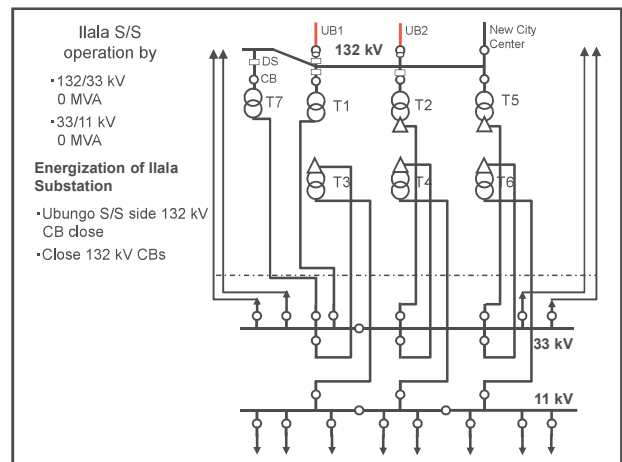 Ilala S/S
operation by
·132/33 kV
0 MVA
·33/11 kV
0 MVA
Energization of Ilala
Substation
·Ubungo S/S side 132 kV
CB close
·Close 132 kV CBs
UB1
UB2
New City
Center
132 kV
DS
CB
T7
T1
T2
T5
T3
T4
T6
33 kV
11 kV